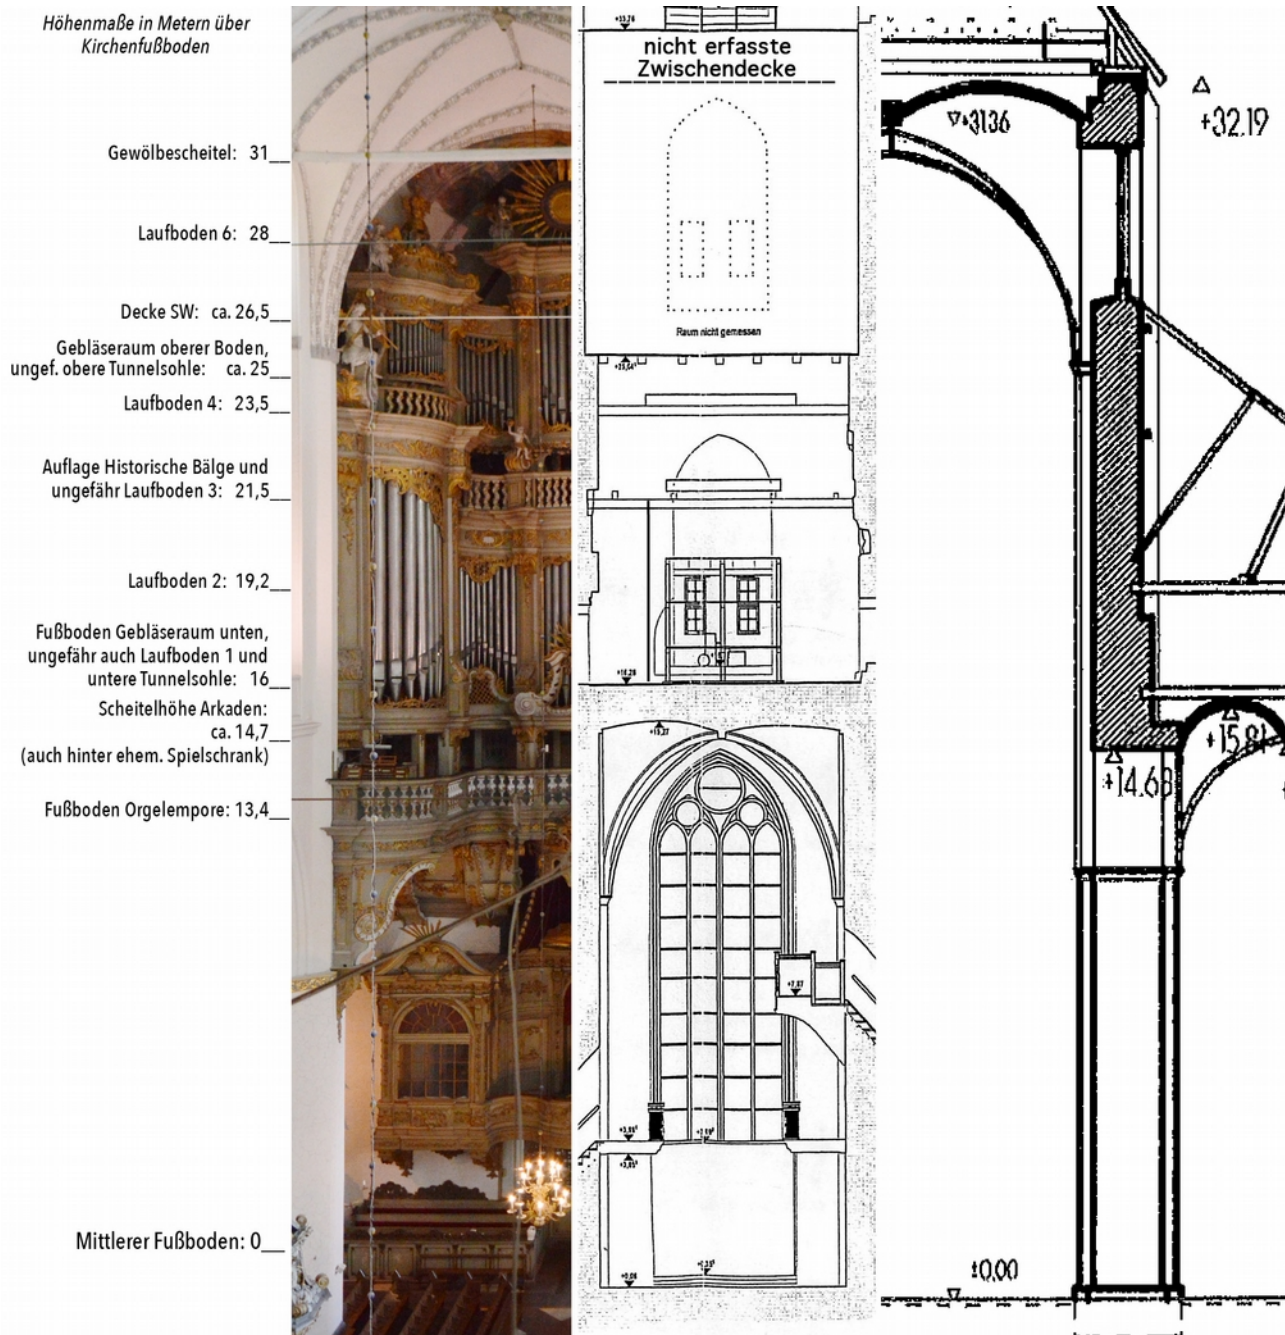 Höhenmaße in Metern über
Kirchenfußboden
Gewölbescheitel: 31
Laufboden 6: 28
Decke SW: ca. 26,5
Gebläseraum oberer Boden,
ungef. obere Tunnelsohle: ca. 25
Laufboden 4: 23,5
Auflage Historische Bälge und
ungefähr Laufboden 3: 21,5
Laufboden 2: 19,2
Fußboden Gebläseraum unten,
ungefähr auch Laufboden 1 und
untere Tunnelsohle: 16
Scheitelhöhe Arkaden:
ca. 14,7
(auch hinter ehem. Spielschrank)
Fußboden Orgelempore: 13,4
Mittlerer Fußboden: 0
nicht erfasste
Zwischendecke
Raum nicht gemessen
+7,87
+3136
+32.19
+15.81
+14.68
±0.00